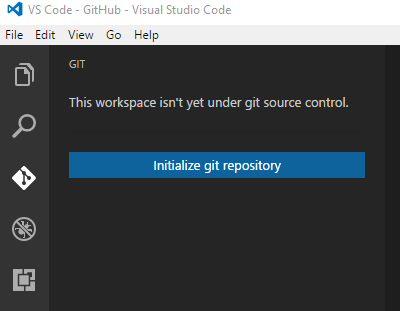 VS Code - GitHub - Visual Studio Code
File Edit View Go Help
GIT
This workspace isn't yet under git source control.
Initialize git repository